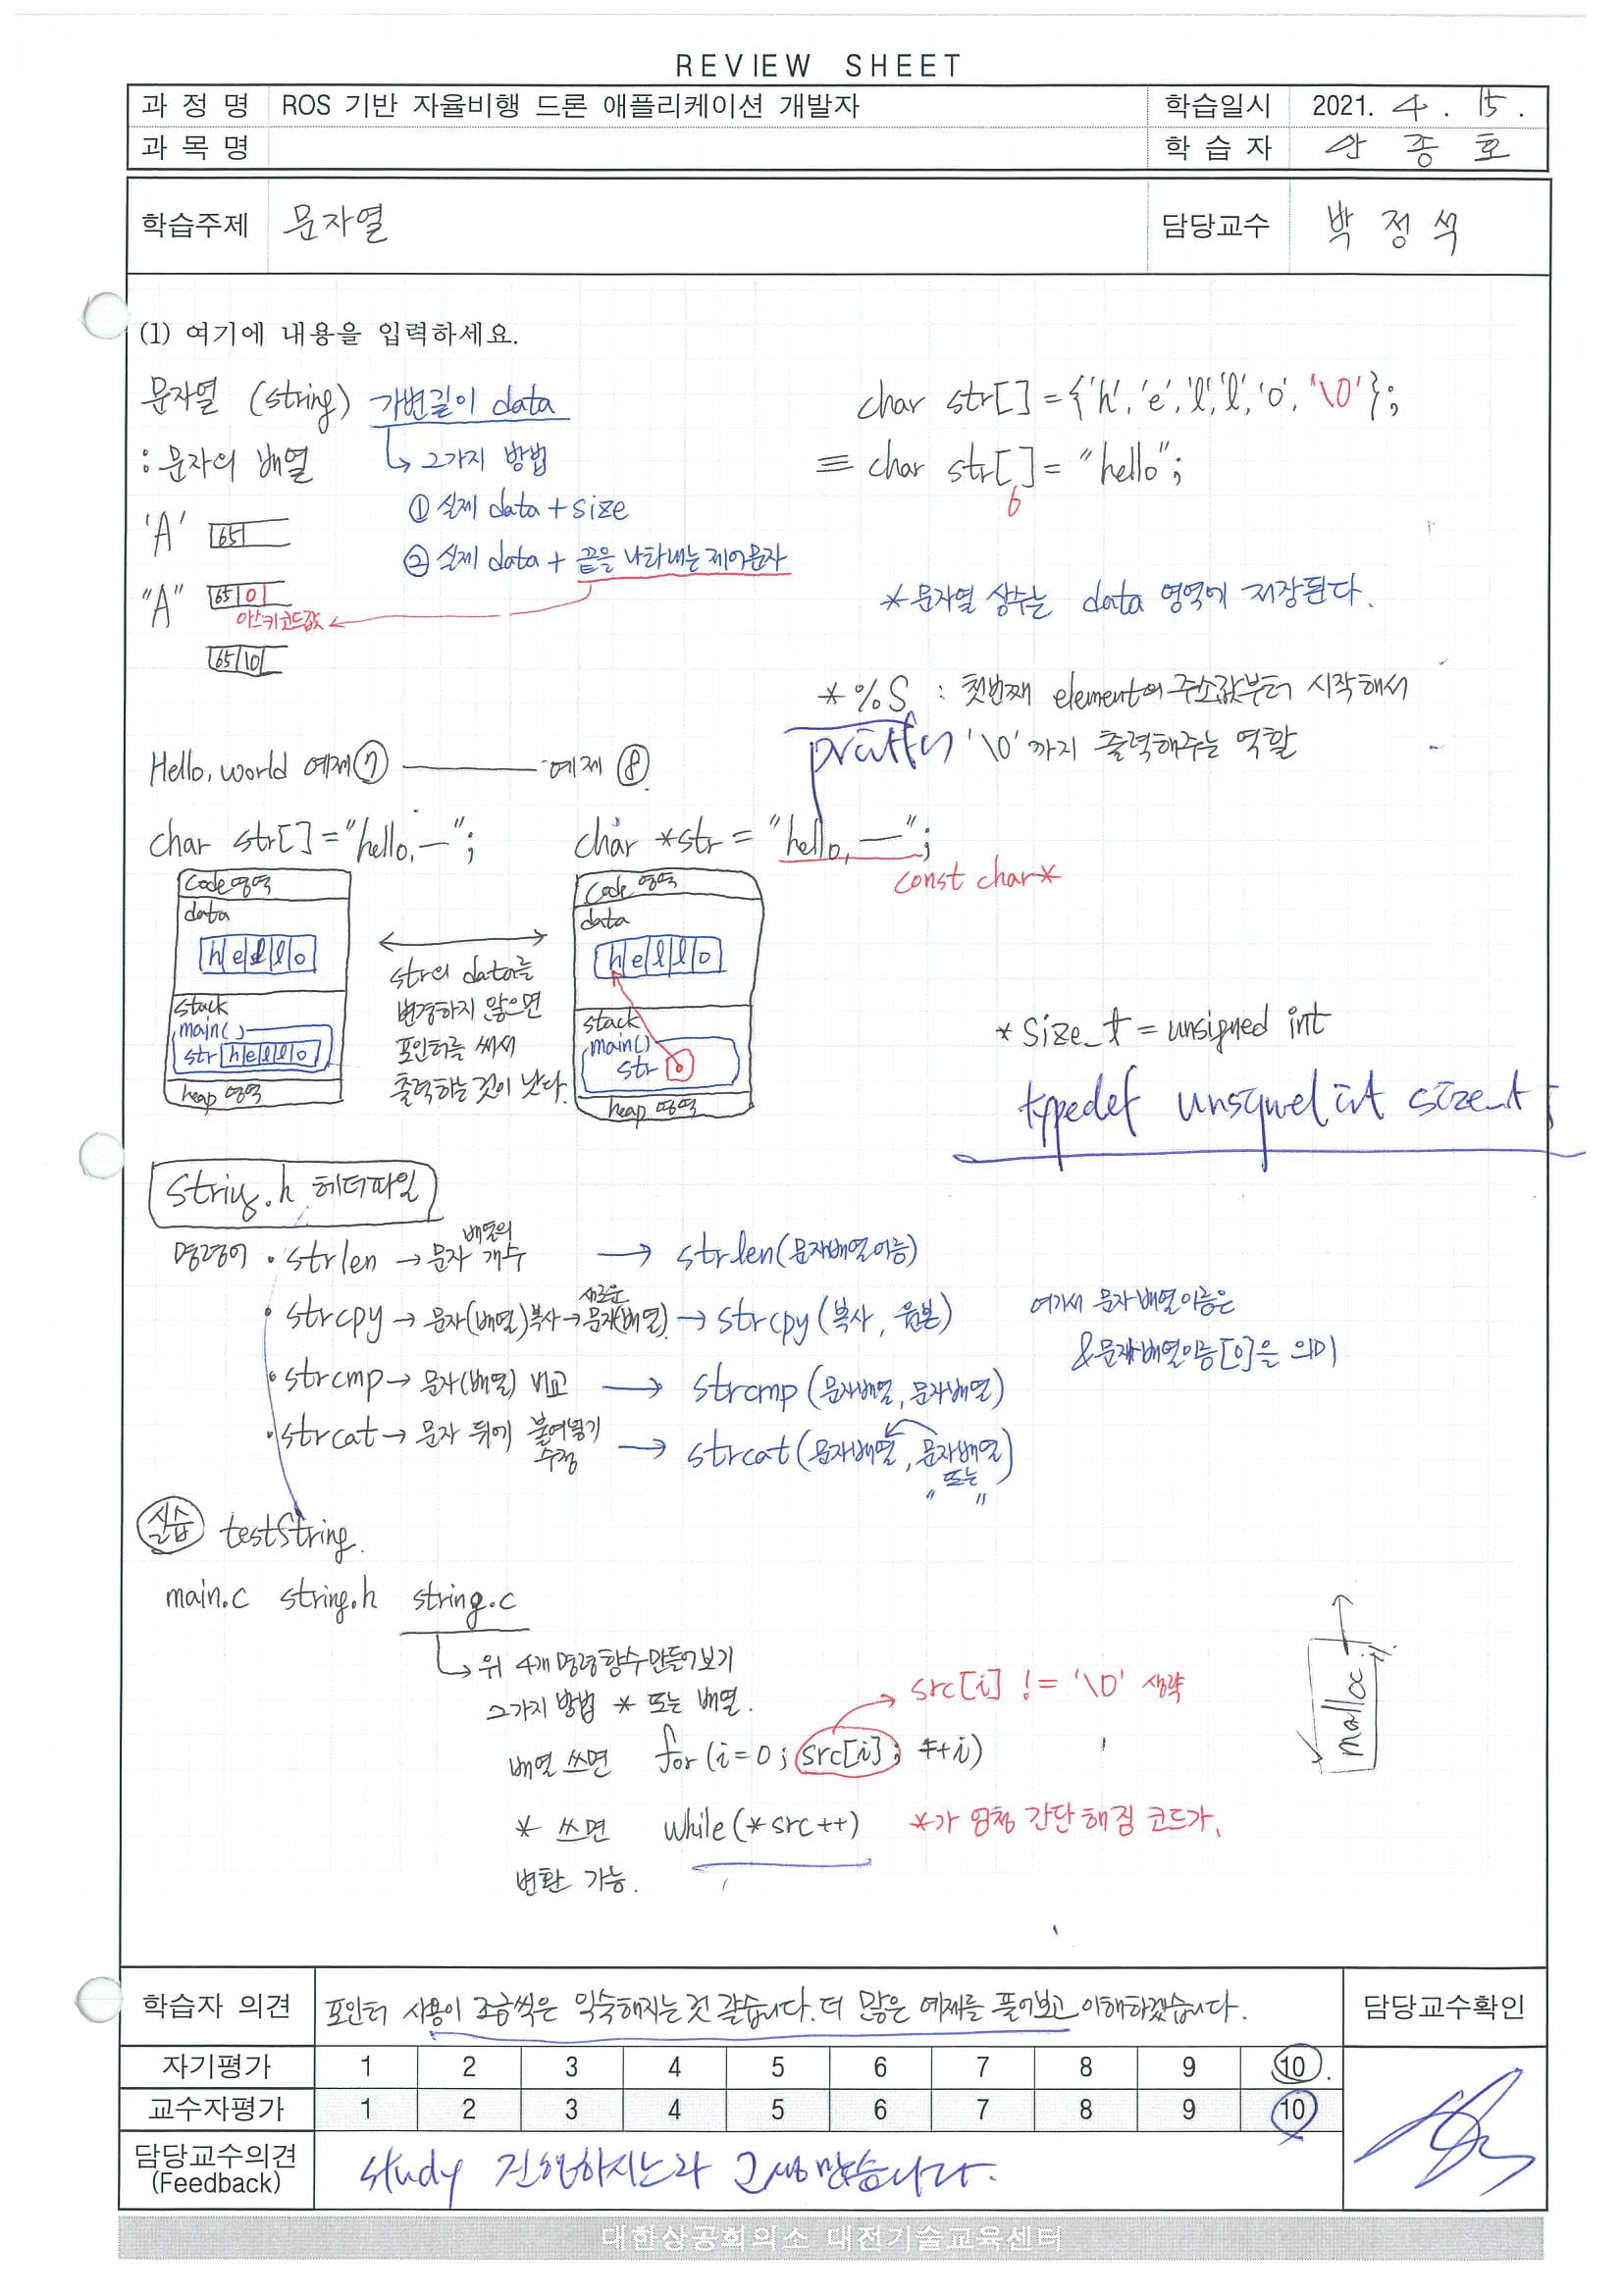 REVIEW SHEET
과 정 명 ROS 기반 자율비행 드론 애플리케이션 개발자 학습일시 2021. 4. 15.
과 목 명 학 습 자 안 종 호
학습주제 문자열 담당교수 박 정 석
(1) 여기에 내용을 입력하세요.
문자열 (string) 가변길이 data
: 문자의 배열 ↳ 2가지 방법
① 실제 data + size
② 실제 data + 끝을 나타내는 제어문자
'A' 65
"A" 65 0
아스키코드값
65 10
char str[] = {'h', 'e', 'l', 'l', 'o', '\0'};
≡ char str[] = "hello";
6
* 문자열 상수는 data 영역에 저장된다.
* %S : 첫번째 element의 주소값부터 시작해서
printf '\0'까지 출력해주는 역할
Hello, world 예제⑦ 예제 ⑧
char str[] = "hello,—";
char *str = "hello,—";
const char*
code영역
data
h e l l o
stack
main()
str h e l l o
heap 영역
str의 data를
변경하지 않으면
포인터를 써서
출력하는 것이 낫다.
code 영역
data
h e l l o
stack
main()
str
heap 영역
* Size_t = unsigned int
typedef unsigned int size_t;
string.h 헤더파일
명령어 · strlen → 문자 배열의 개수 → strlen(문자배열이름)
· strcpy → 문자(배열)복사 → 새로운 문자(배열) → strcpy(복사, 원본)
여기서 문자배열이름은
&문자배열이름[0]을 의미
· strcmp → 문자(배열) 비교 → strcmp(문자배열, 문자배열)
· strcat → 문자 뒤에 붙여넣기 수정 → strcat(문자배열, 문자배열)
또는
" "
실습 testString.
main.c string.h string.c
↳ 위 4개 명령함수만들어보기
2가지 방법 * 또는 배열.
src[i] != '\0' 생략
배열 쓰면 for (i=0; src[i]; ++i)
* 쓰면 while(*src++) *가 엄청 간단해짐 코드가,
변환 가능.
malloc
학습자 의견 포인터 사용이 조금씩은 익숙해지는 것 같습니다. 더 많은 예제를 풀어보고 이해하겠습니다. 담당교수확인
자기평가 1 2 3 4 5 6 7 8 9 10
교수자평가 1 2 3 4 5 6 7 8 9 10
담당교수의견 study 진행하시느라 고생많습니다.
(Feedback)
대한상공회의소 대전기술교육센터